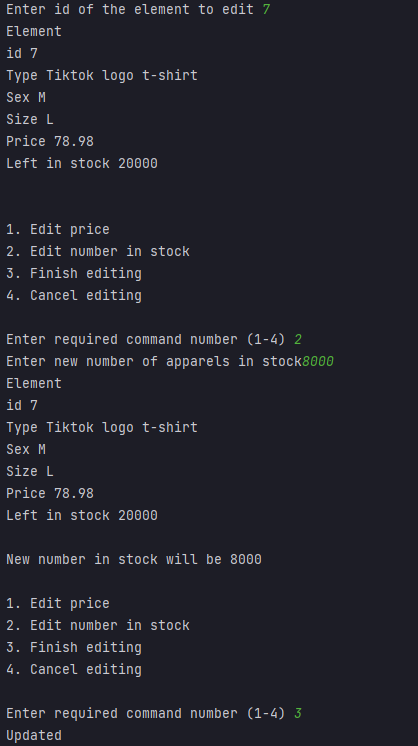 Enter id of the element to edit 7
Element
id 7
Type Tiktok logo t-shirt
Sex M
Size L
Price 78.98
Left in stock 20000
1. Edit price
2. Edit number in stock
3. Finish editing
4. Cancel editing
Enter required command number (1-4) 2
Enter new number of apparels in stock8000
Element
id 7
Type Tiktok logo t-shirt
Sex M
Size L
Price 78.98
Left in stock 20000
New number in stock will be 8000
1. Edit price
2. Edit number in stock
3. Finish editing
4. Cancel editing
Enter required command number (1-4) 3
Updated